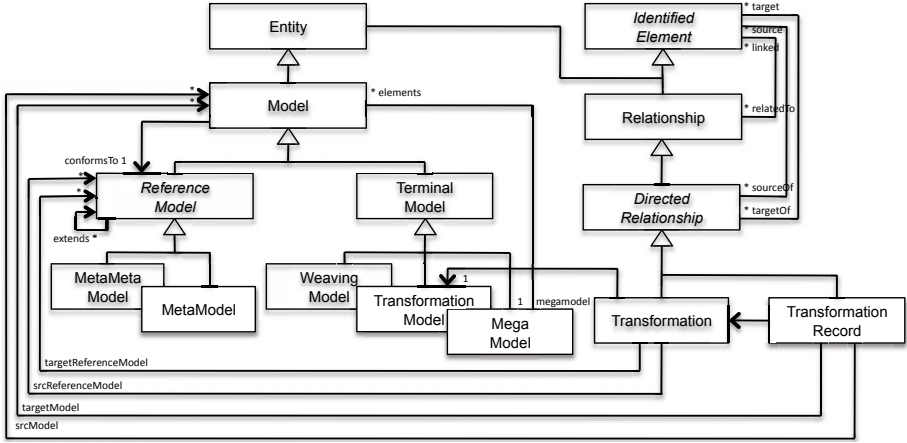 Entity
Identified
Element
* target
* source
* linked
*
*
Model
* elements
Relationship
* relatedTo
conformsTo 1
*
*
Reference
Model
extends *
Terminal
Model
Directed
Relationship
* sourceOf
* targetOf
MetaMeta
Model
MetaModel
Weaving
Model
1
Transformation
Model
1 megamodel
Mega
Model
Transformation
Transformation
Record
targetReferenceModel
srcReferenceModel
targetModel
srcModel